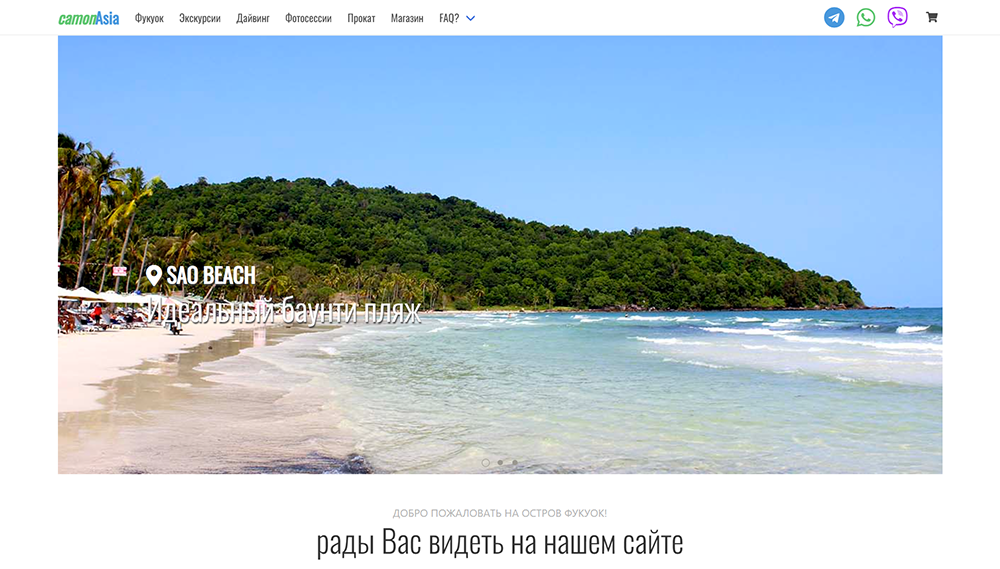 camonAsia Фукуок Экскурсии Дайвинг Фотосессии Прокат Магазин FAQ?
SAO BEACH
Идеальный баунти пляж
ДОБРО ПОЖАЛОВАТЬ НА ОСТРОВ ФУКУОК!
рады Вас видеть на нашем сайте